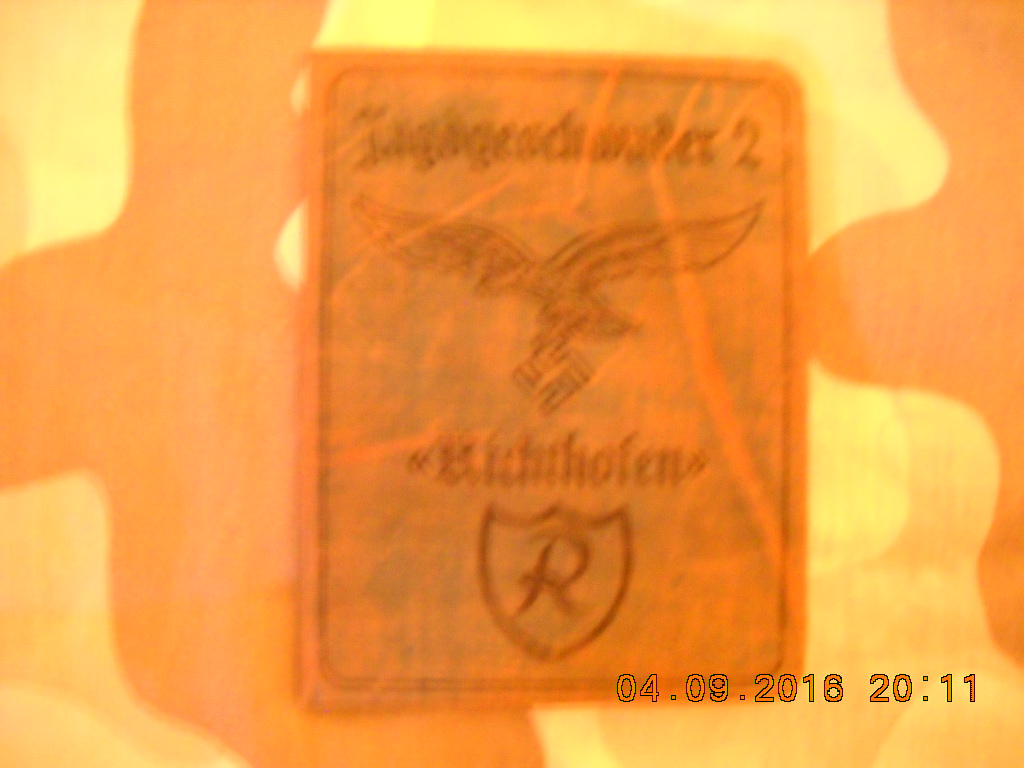 Jagdgeschwader 2
«Richthofen»
R
04.09.2016 20:11